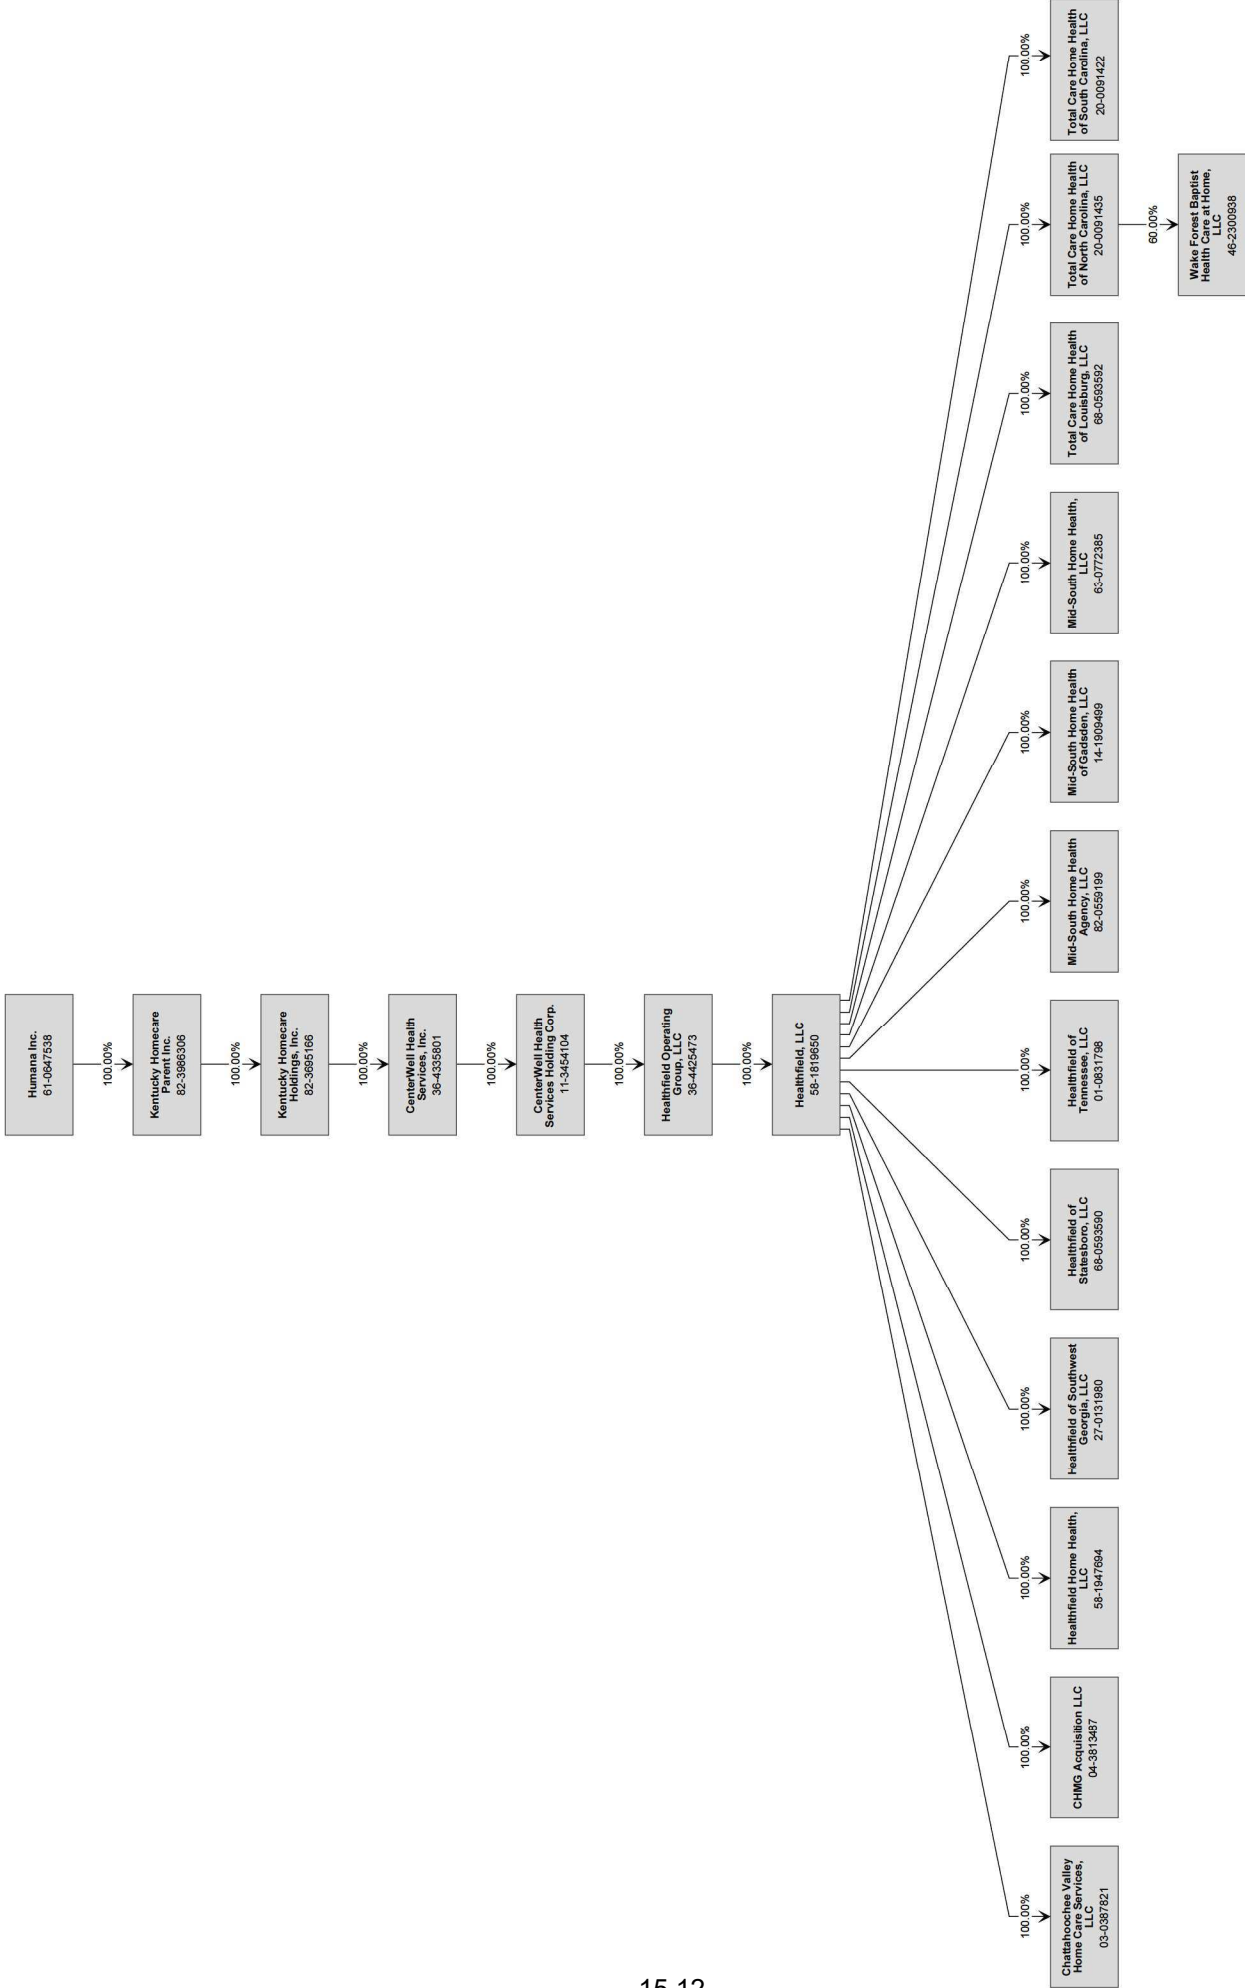 Humana Inc.
61-0647538
100.00%
Kentucky Homecare
Parent Inc.
82-3986306
100.00%
Kentucky Homecare
Holdings, Inc.
82-3695166
100.00%
CenterWell Health
Services, Inc.
36-4335801
100.00%
CenterWell Health
Services Holding Corp.
11-3454104
100.00%
Healthfield Operating
Group, LLC
36-4425473
100.00%
Healthfield, LLC
58-1819650
100.00%
Chattahoochee Valley
Home Care Services,
LLC
03-0387821
100.00%
CHMG Acquisition LLC
04-3813487
100.00%
Healthfield Home Health,
LLC
58-1947694
100.00%
Healthfield of Southwest
Georgia, LLC
27-0131980
100.00%
Healthfield of
Statesboro, LLC
68-0593590
100.00%
Healthfield of
Tennessee, LLC
01-0831798
100.00%
Mid-South Home Health
Agency, LLC
82-0559199
100.00%
Mid-South Home Health
of Gadsden, LLC
14-1909499
100.00%
Mid-South Home Health,
LLC
63-0772385
100.00%
Total Care Home Health
of Louisburg, LLC
68-0593592
100.00%
Total Care Home Health
of North Carolina, LLC
20-0091435
100.00%
Total Care Home Health
of South Carolina, LLC
20-0091422
60.00%
Wake Forest Baptist
Health Care at Home,
LLC
46-2300938
15.12